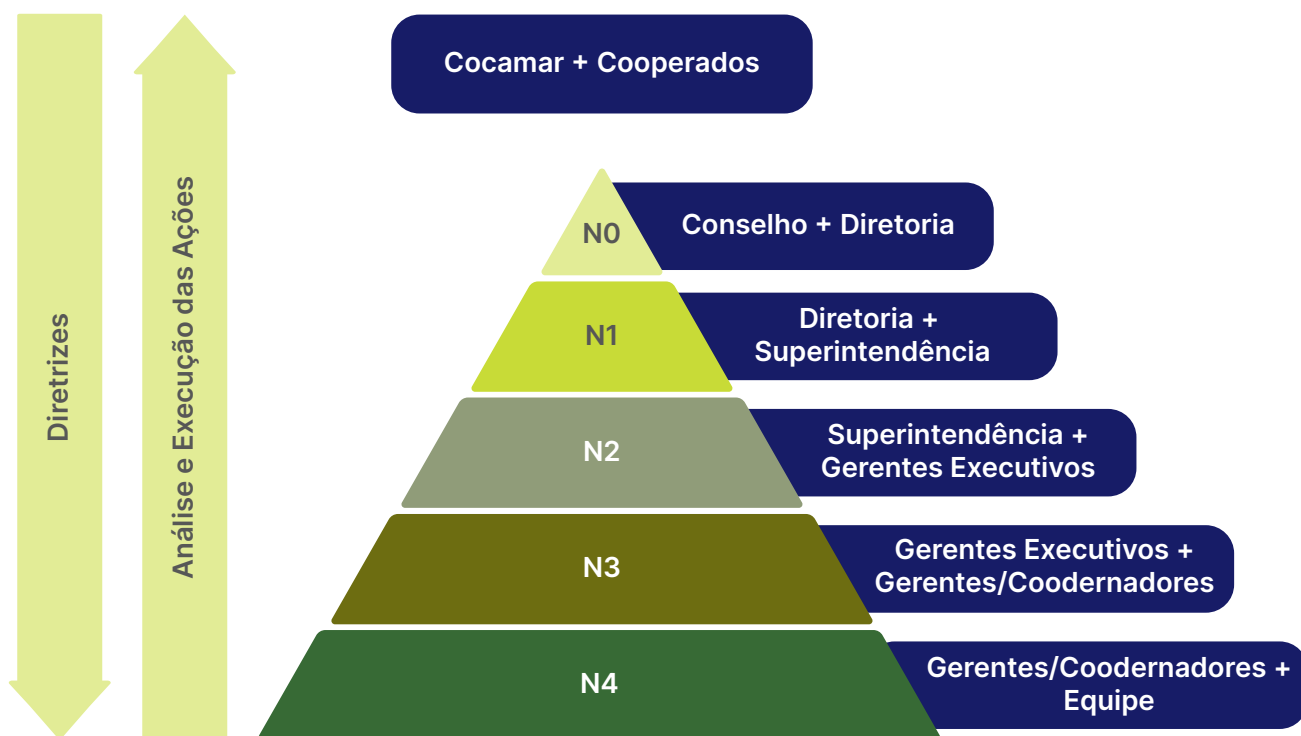 Cocamar + Cooperados
Diretrizes
Análise e Execução das Ações
N0
Conselho + Diretoria
N1
Diretoria +
Superintendência
N2
Superintendência +
Gerentes Executivos
N3
Gerentes Executivos +
Gerentes/Coodernadores
N4
Gerentes/Coodernadores +
Equipe